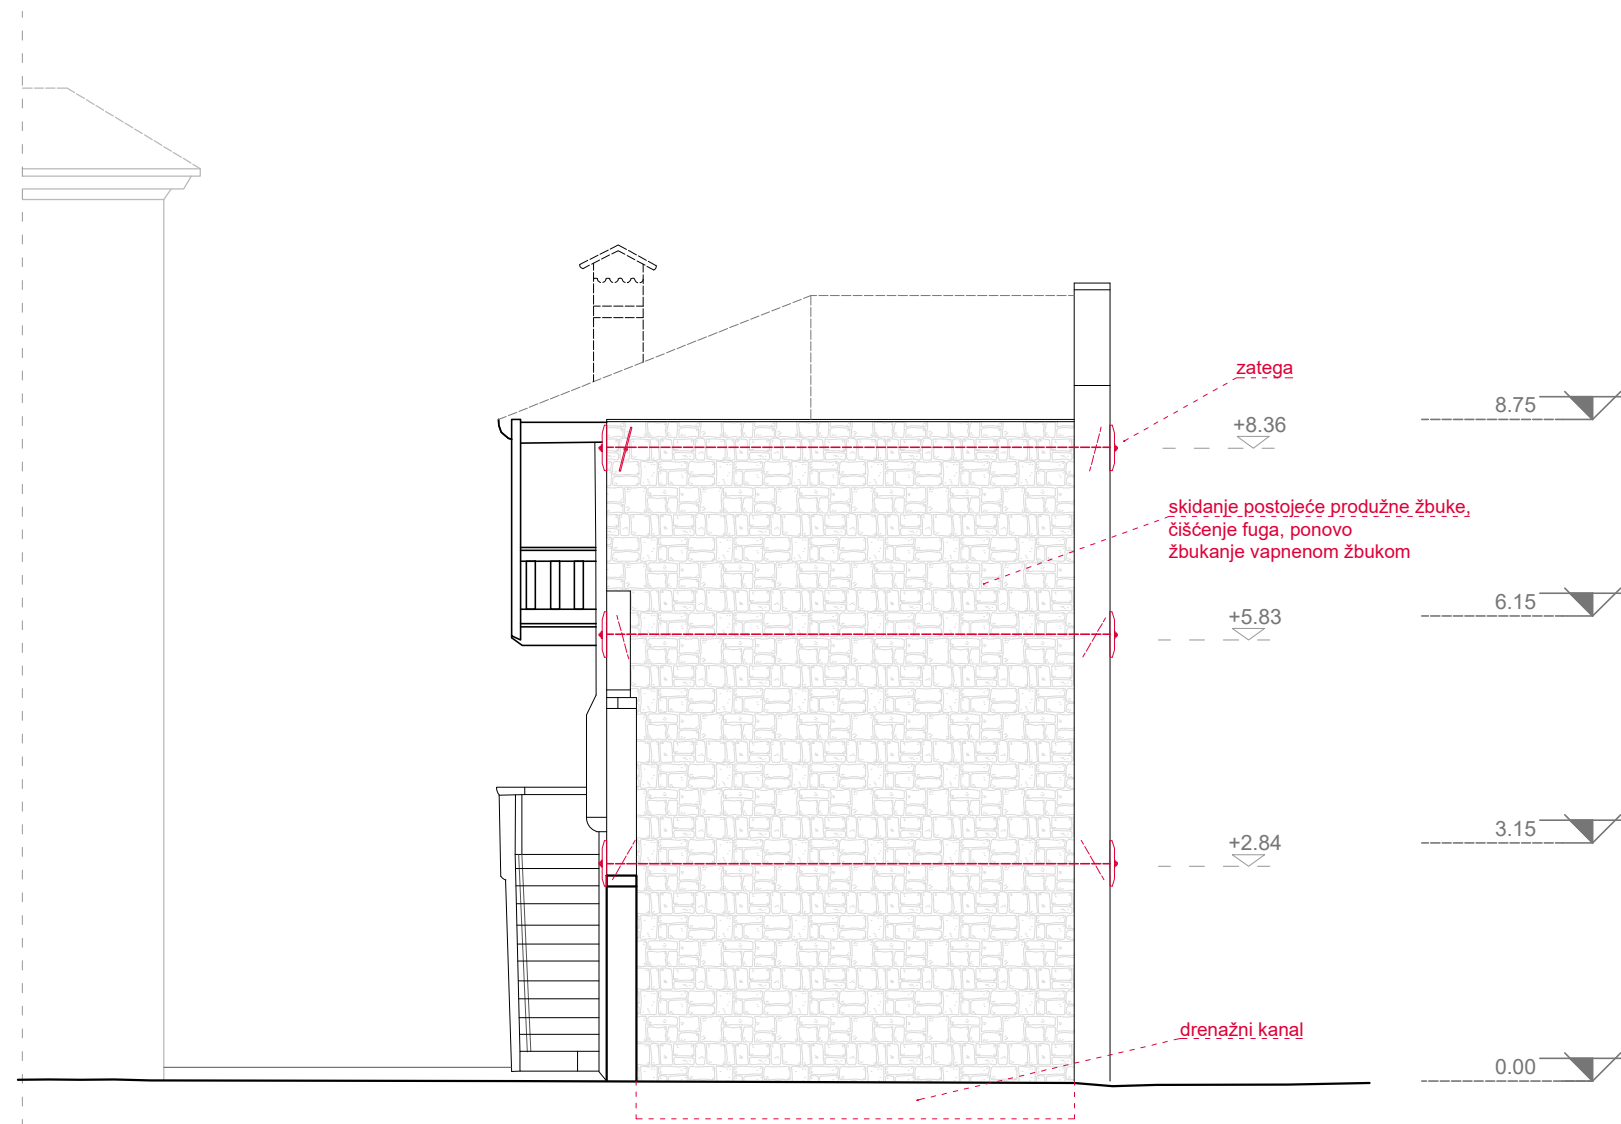 zatega
8.75
+8.36
skidanje postojeće produžne žbuke,
čišćenje fuga, ponovo
žbukanje vapnenom žbukom
6.15
+5.83
3.15
+2.84
drenažni kanal
0.00